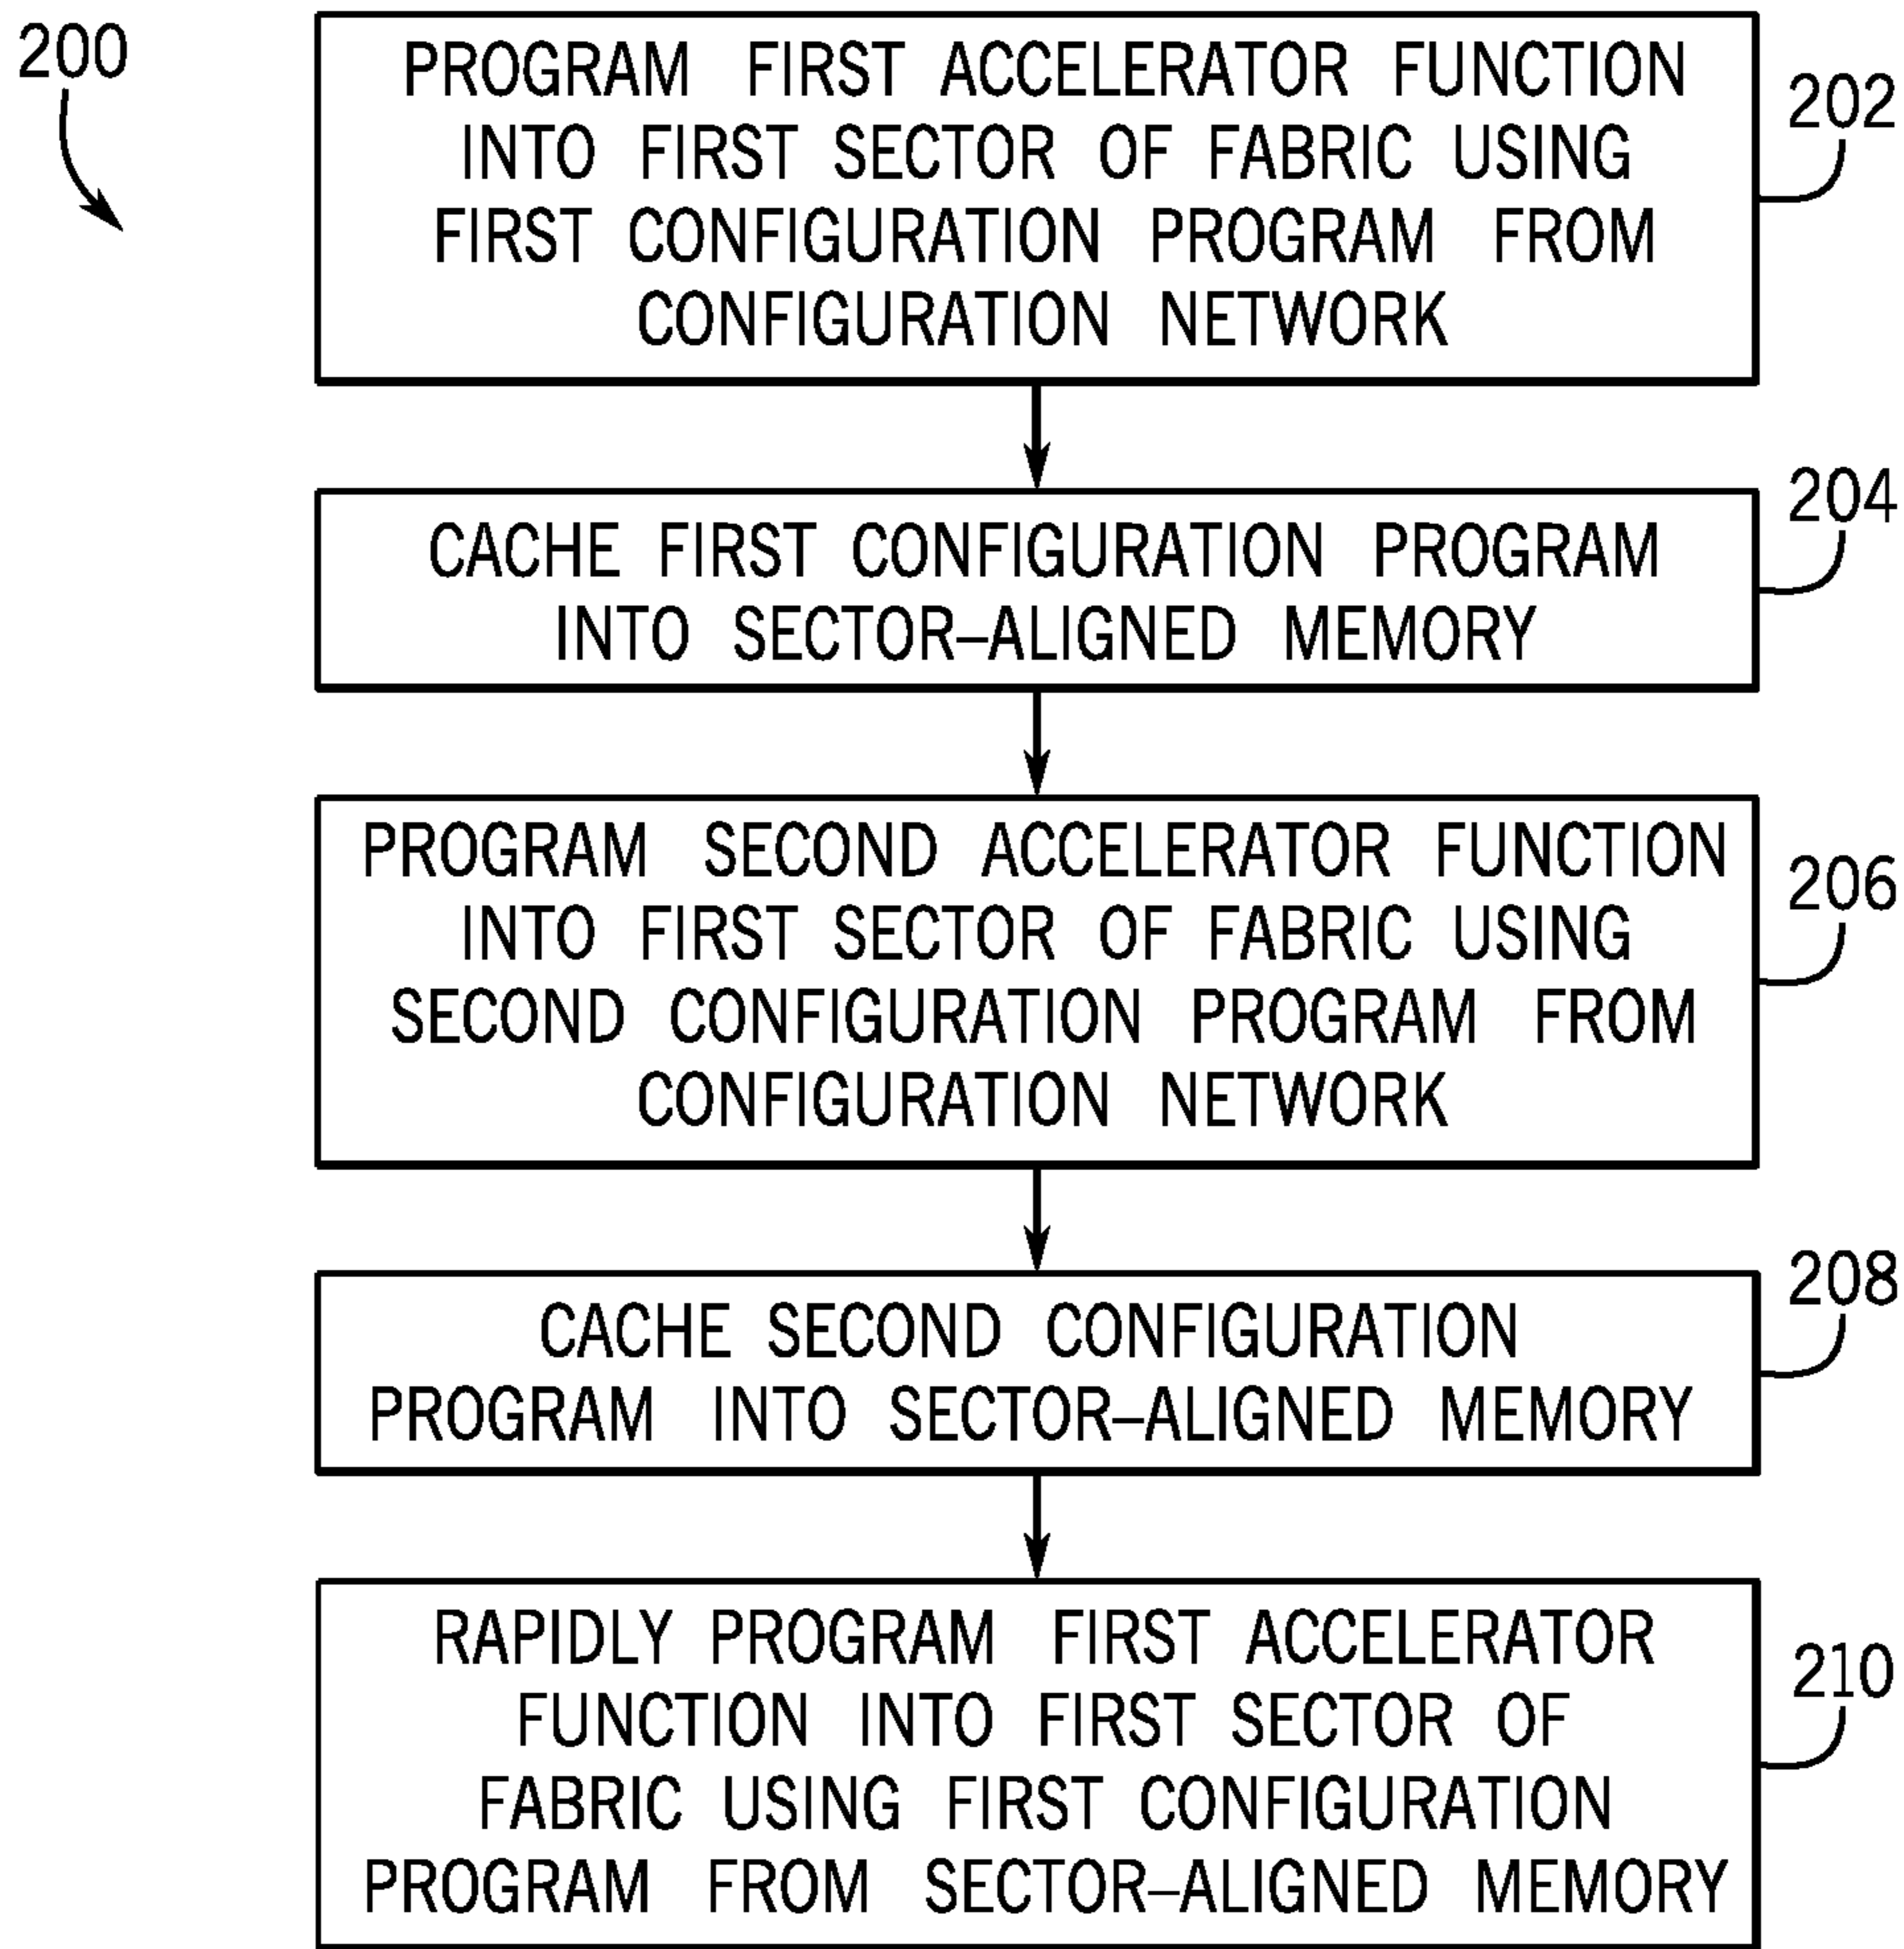 200
PROGRAM FIRST ACCELERATOR FUNCTION
INTO FIRST SECTOR OF FABRIC USING
FIRST CONFIGURATION PROGRAM FROM
CONFIGURATION NETWORK
202
CACHE FIRST CONFIGURATION PROGRAM
INTO SECTOR–ALIGNED MEMORY
204
PROGRAM SECOND ACCELERATOR FUNCTION
INTO FIRST SECTOR OF FABRIC USING
SECOND CONFIGURATION PROGRAM FROM
CONFIGURATION NETWORK
206
CACHE SECOND CONFIGURATION
PROGRAM INTO SECTOR–ALIGNED MEMORY
208
RAPIDLY PROGRAM FIRST ACCELERATOR
FUNCTION INTO FIRST SECTOR OF
FABRIC USING FIRST CONFIGURATION
PROGRAM FROM SECTOR–ALIGNED MEMORY
210